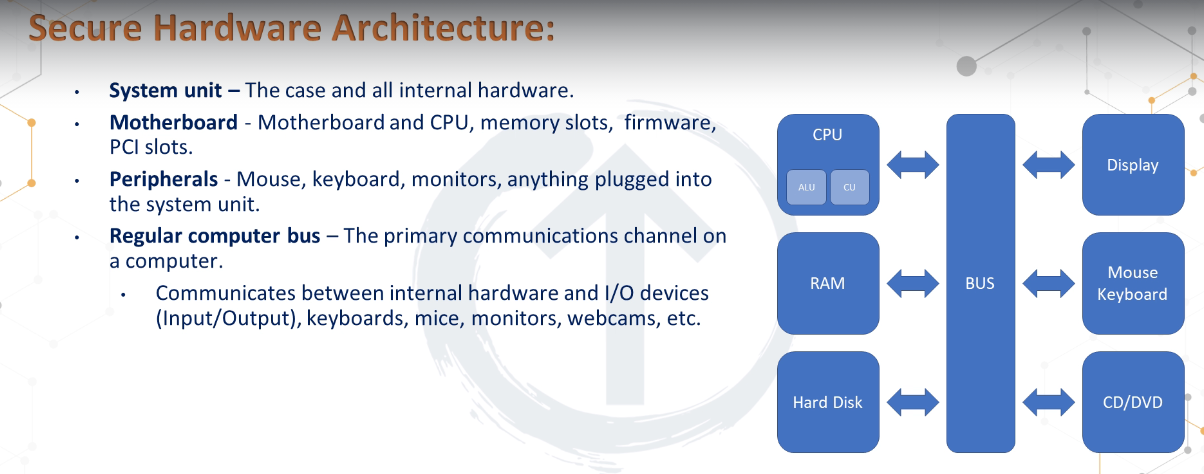 Secure Hardware Architecture:
• System unit – The case and all internal hardware.
• Motherboard - Motherboard and CPU, memory slots, firmware,
PCI slots.
• Peripherals - Mouse, keyboard, monitors, anything plugged into
the system unit.
• Regular computer bus – The primary communications channel on
a computer.
• Communicates between internal hardware and I/O devices
(Input/Output), keyboards, mice, monitors, webcams, etc.
CPU
ALU
CU
RAM
Hard Disk
BUS
Display
Mouse
Keyboard
CD/DVD